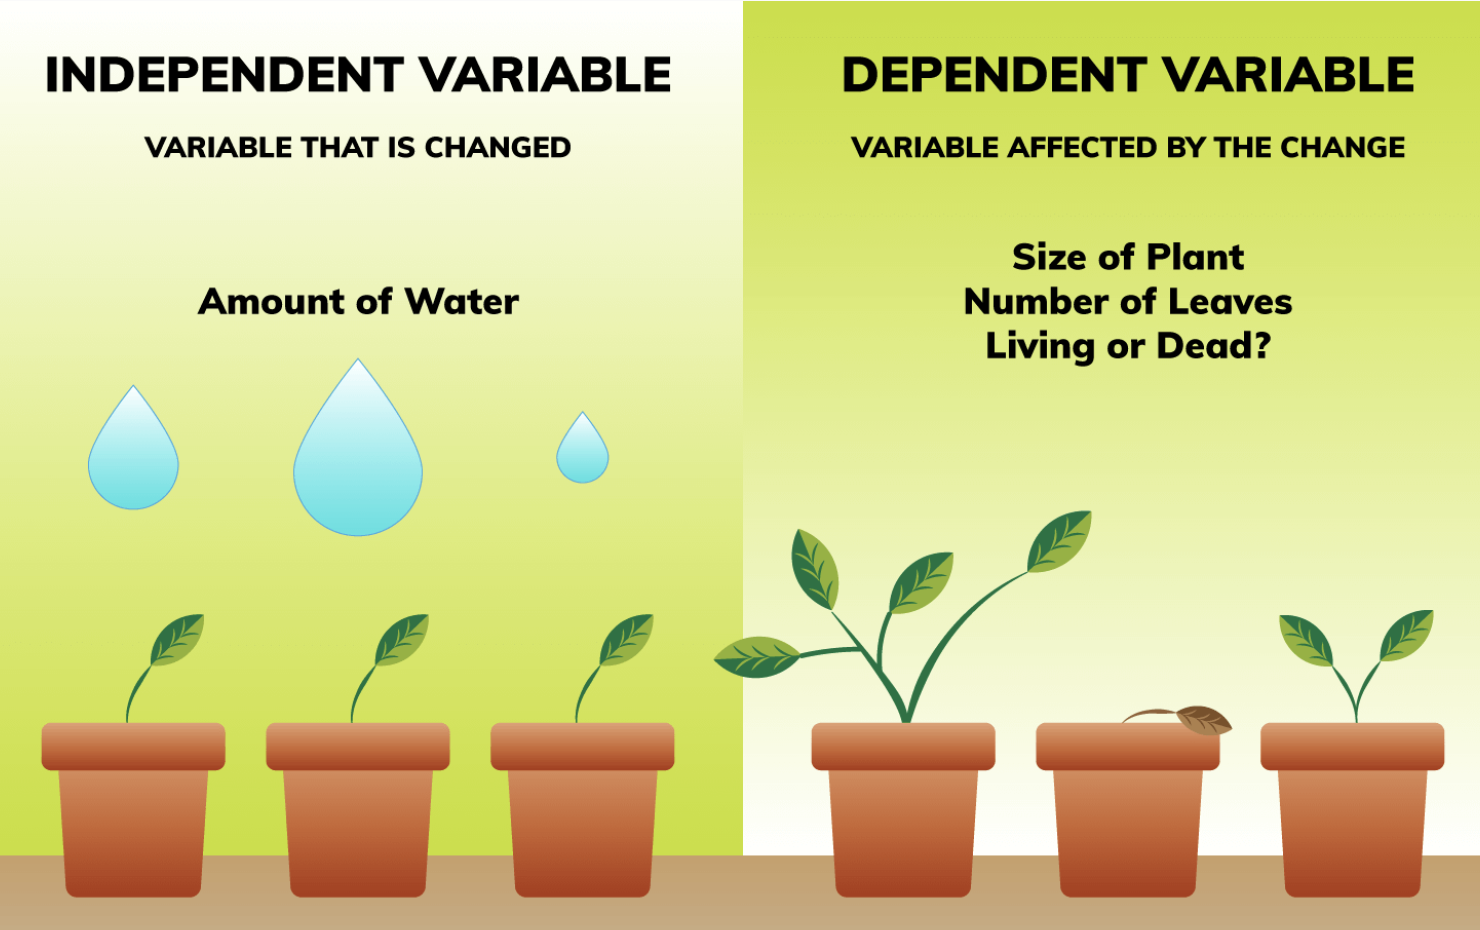 INDEPENDENT VARIABLE
VARIABLE THAT IS CHANGED
Amount of Water
DEPENDENT VARIABLE
VARIABLE AFFECTED BY THE CHANGE
Size of Plant
Number of Leaves
Living or Dead?